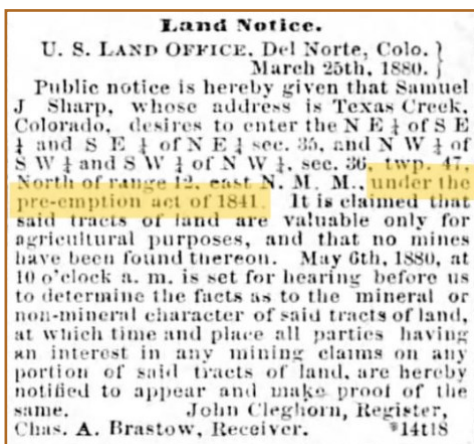 Land Notice.
U. S. LAND OFFICE, Del Norte, Colo. }
March 25th, 1880. }
Public notice is hereby given that Samuel
J Sharp, whose address is Texas Creek,
Colorado, desires to enter the N E ¼ of S E
¼ and S E ¼ of N E ¼ sec. 35, and N W ¼ of
S W ¼ and S W ¼ of N W ¼, sec. 36, twp. 47,
North of range 12, east N. M. M., under the
pre-emption act of 1841. It is claimed that
said tracts of land are valuable only for
agricultural purposes, and that no mines
have been found thereon. May 6th, 1880, at
10 o'clock a. m. is set for hearing before us
to determine the facts as to the mineral or
non-mineral character of said tracts of land,
at which time and place all parties having
an interest in any mining claims on any
portion of said tracts of land, are hereby
notified to appear and make proof of the
same. John Cleghorn, Register,
Chas. A. Brastow, Receiver. *14t18